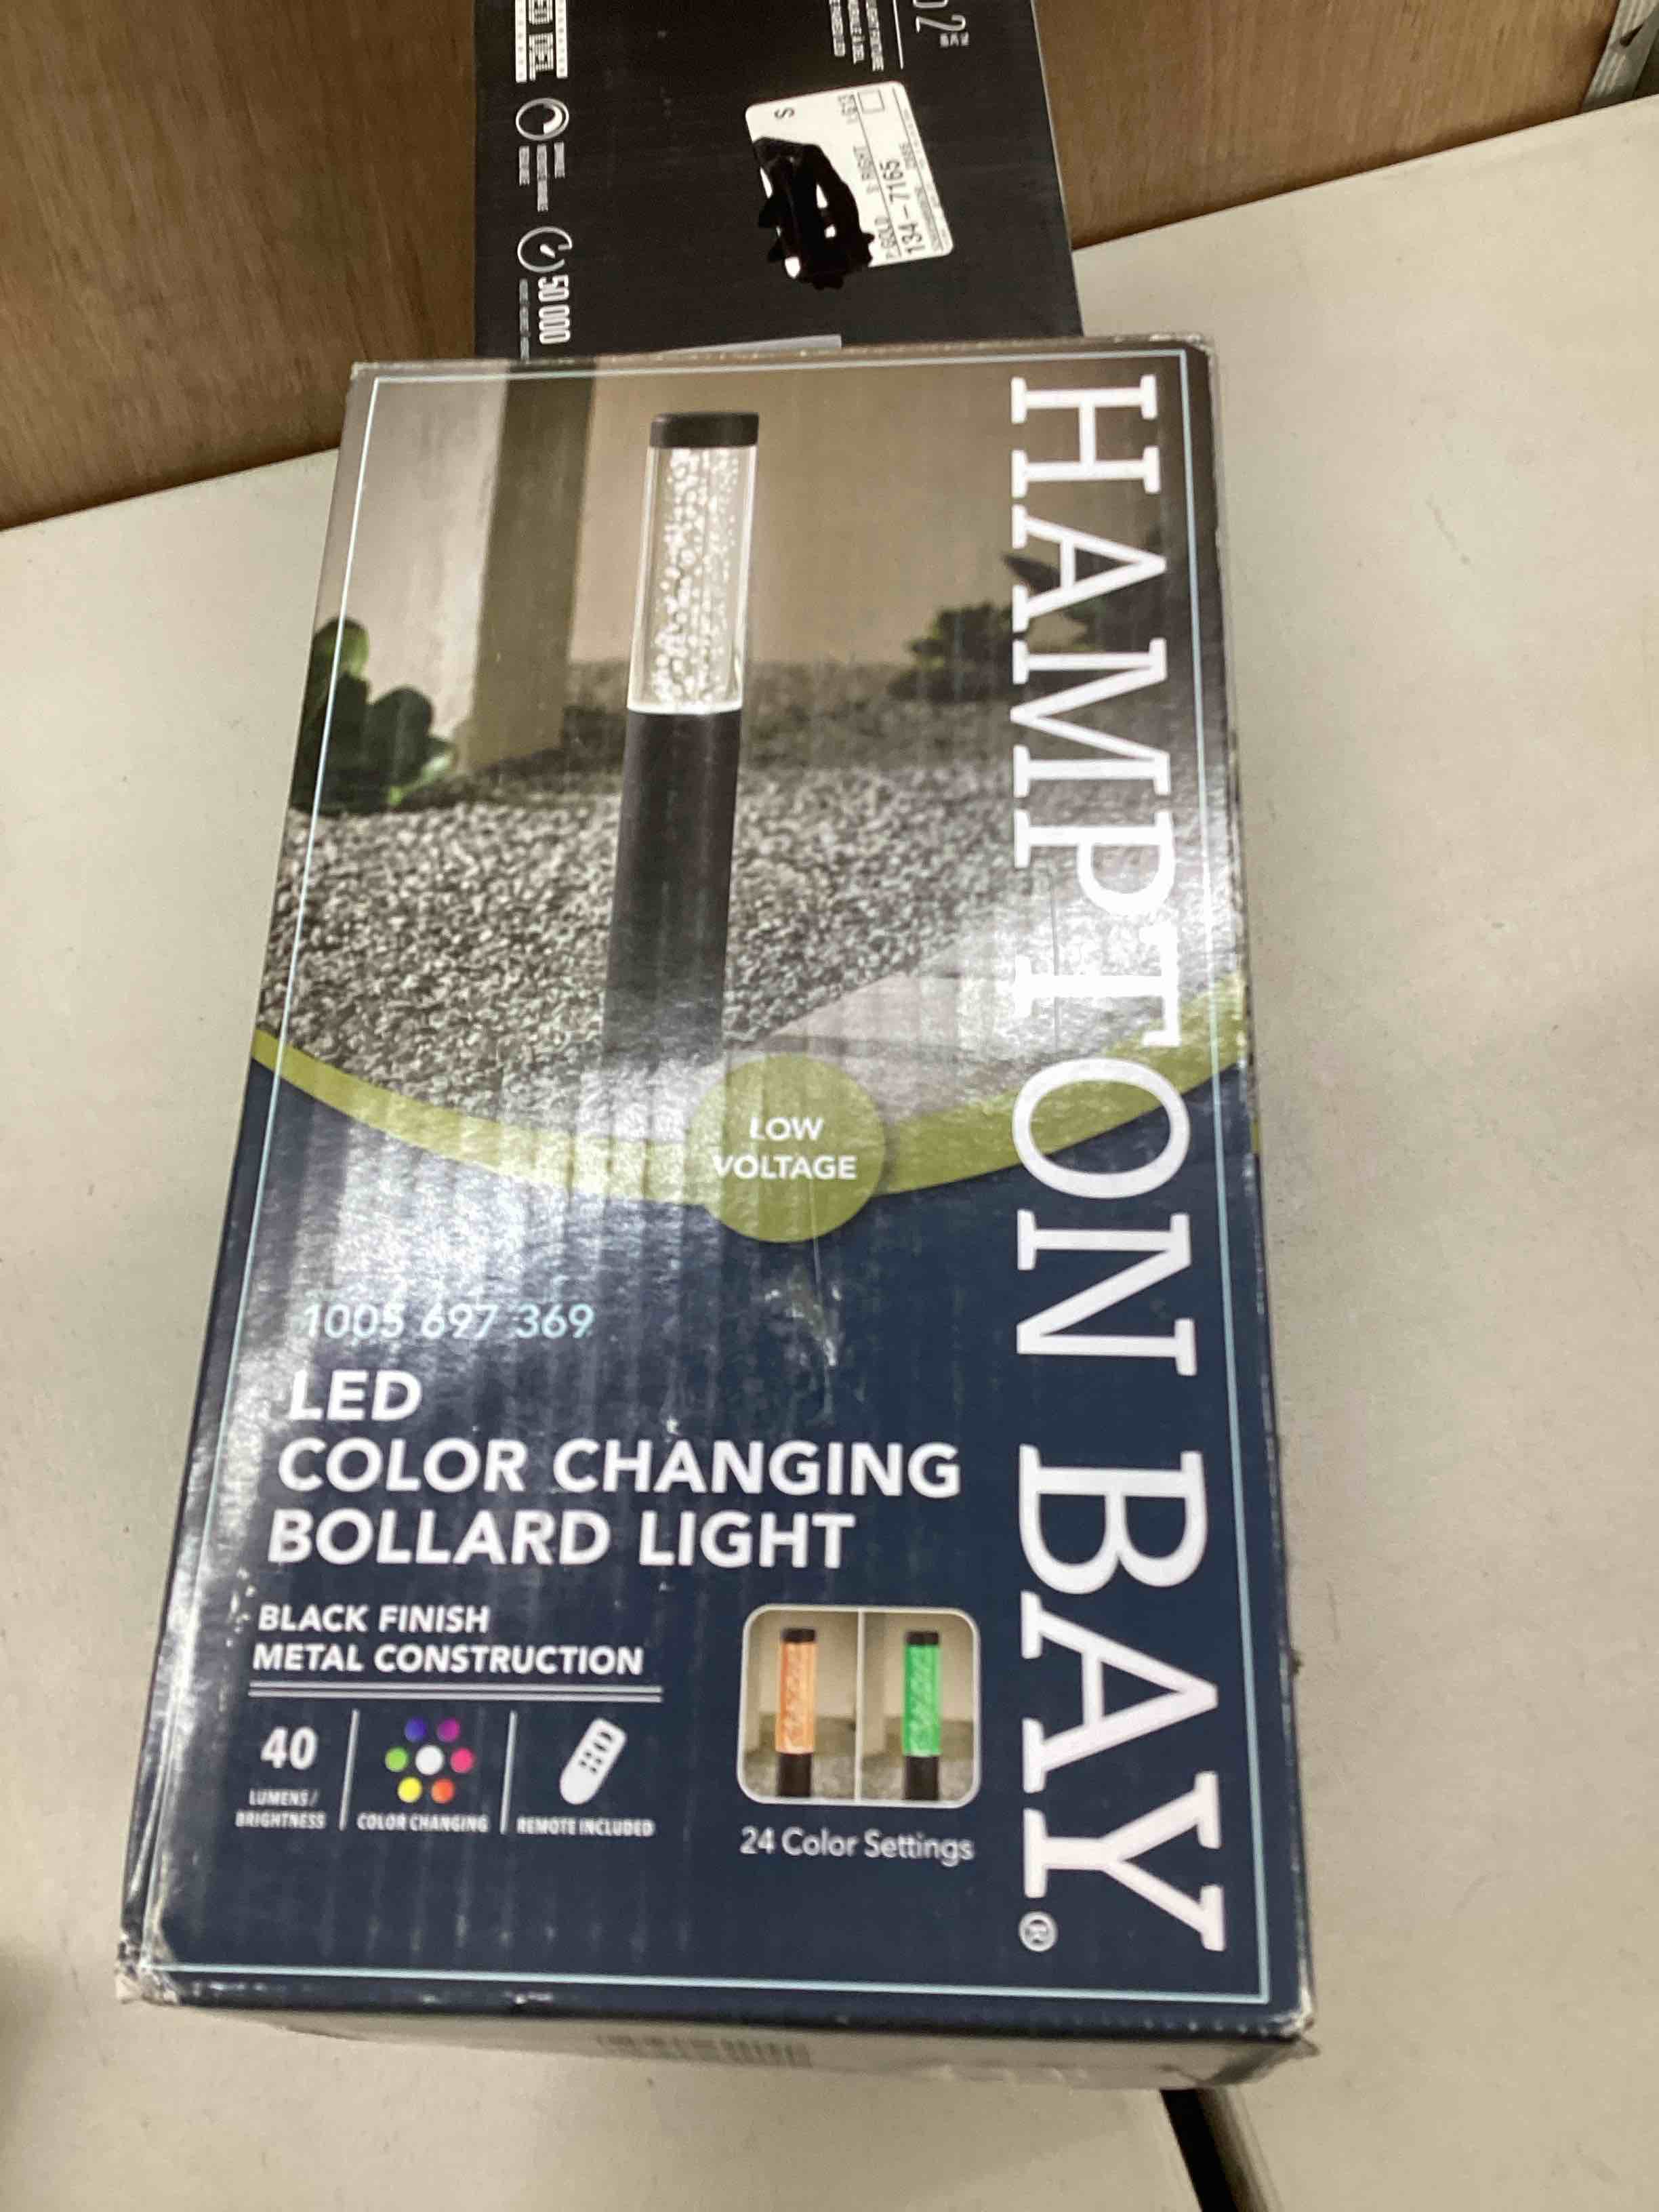 50 000
134-7165
HAMPTON BAY®
LOW
VOLTAGE
1005 697 369
LED
COLOR CHANGING
BOLLARD LIGHT
BLACK FINISH
METAL CONSTRUCTION
40
LUMENS/
BRIGHTNESS
COLOR CHANGING
REMOTE INCLUDED
24 Color Settings